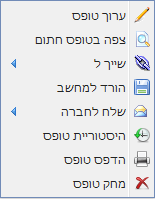 ערוך טופס
צפה בטופס חתום
שייך ל
הורד למחשב
שלח לחברה
היסטוריית טופס
הדפס טופס
מחק טופס